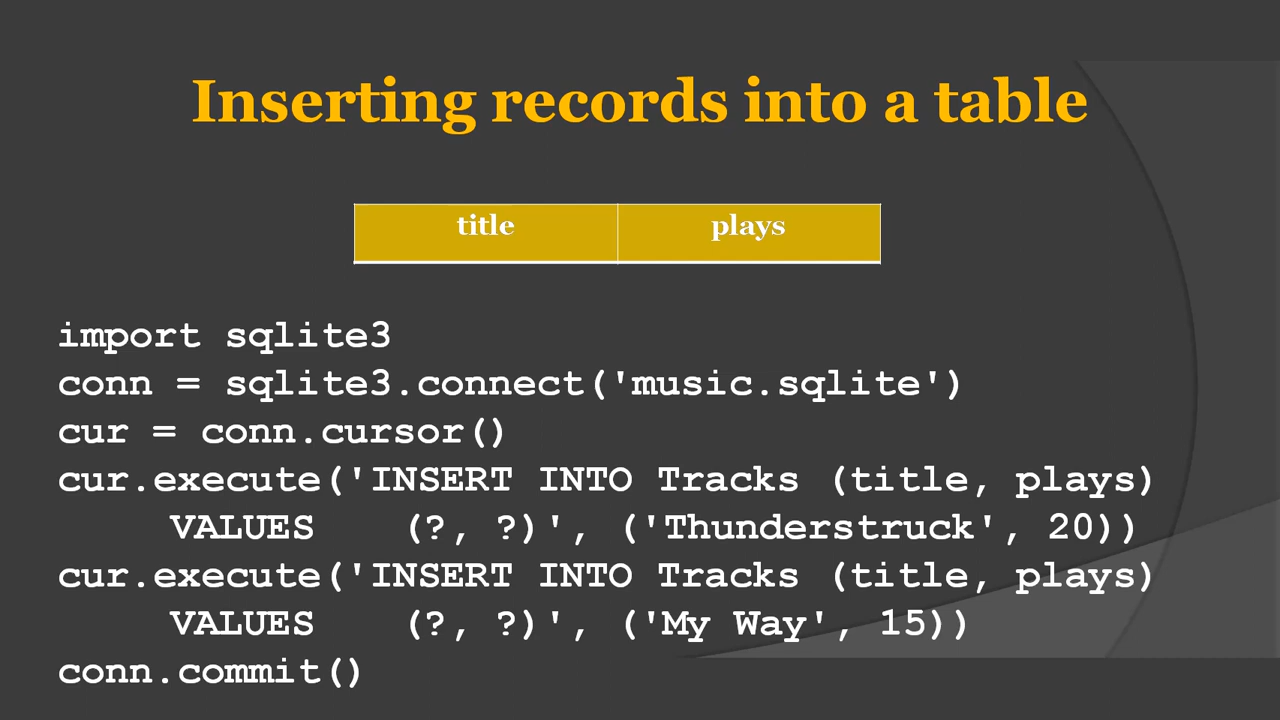 Inserting records into a table
title plays
import sqlite3
conn = sqlite3.connect('music.sqlite')
cur = conn.cursor()
cur.execute('INSERT INTO Tracks (title, plays)
VALUES (?, ?)', ('Thunderstruck', 20))
cur.execute('INSERT INTO Tracks (title, plays)
VALUES (?, ?)', ('My Way', 15))
conn.commit()